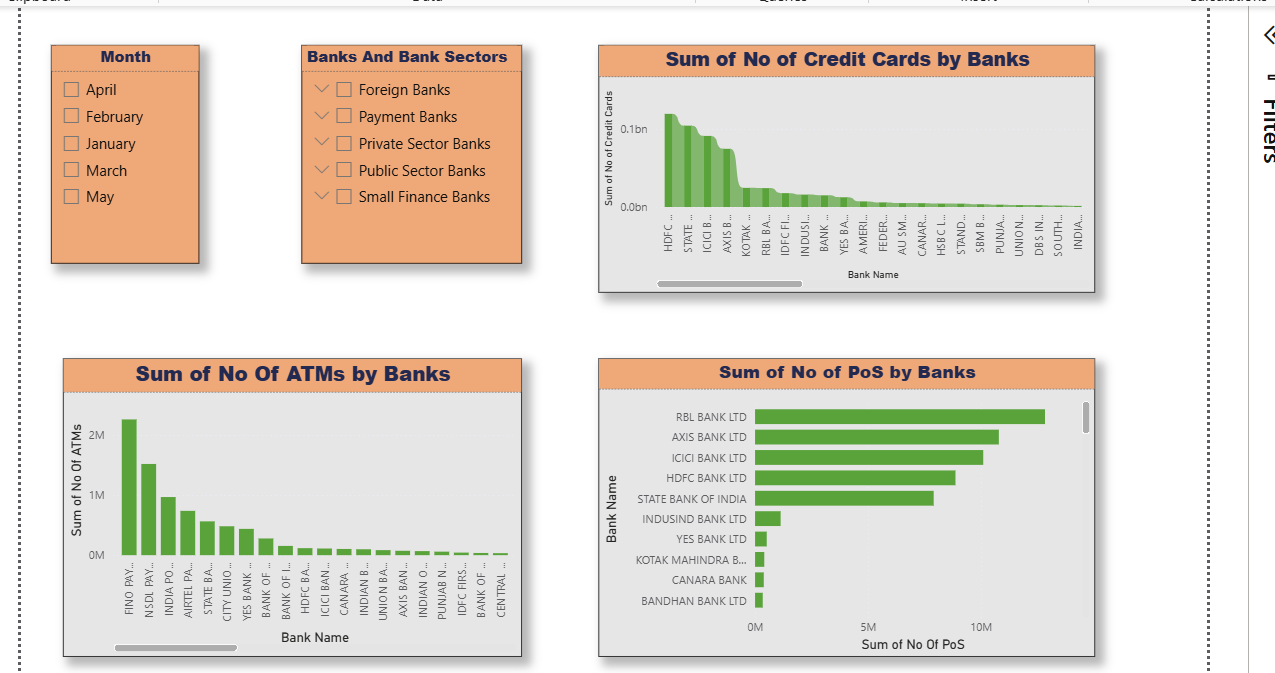 Month
April
February
January
March
May
Banks And Bank Sectors
Foreign Banks
Payment Banks
Private Sector Banks
Public Sector Banks
Small Finance Banks
Sum of No of Credit Cards by Banks
Sum of No of Credit Cards
0.1bn
0.0bn
HDFC ...
STATE ...
ICICI B...
AXIS B...
KOTAK ...
RBL BA...
IDFC FI...
INDUSI...
BANK ...
YES BA...
AMERI...
FEDER...
AU SM...
CANAR...
HSBC L...
STAND...
SBM B...
PUNJA...
UNION...
DBS IN...
SOUTH...
INDIA...
Bank Name
Filters
Sum of No Of ATMs by Banks
Sum of No Of ATMs
2M
1M
0M
FINO PAY...
NSDL PAY...
INDIA PO...
AIRTEL PA...
STATE BA...
CITY UNIO...
YES BANK ...
BANK OF ...
BANK OF I...
HDFC BA...
ICICI BAN...
CANARA ...
INDIAN B...
UNION BA...
AXIS BAN...
INDIAN O...
PUNJAB N...
IDFC FIRS...
BANK OF ...
CENTRAL ...
Bank Name
Sum of No of PoS by Banks
Bank Name
RBL BANK LTD
AXIS BANK LTD
ICICI BANK LTD
HDFC BANK LTD
STATE BANK OF INDIA
INDUSIND BANK LTD
YES BANK LTD
KOTAK MAHINDRA B...
CANARA BANK
BANDHAN BANK LTD
0M
5M
10M
Sum of No Of PoS